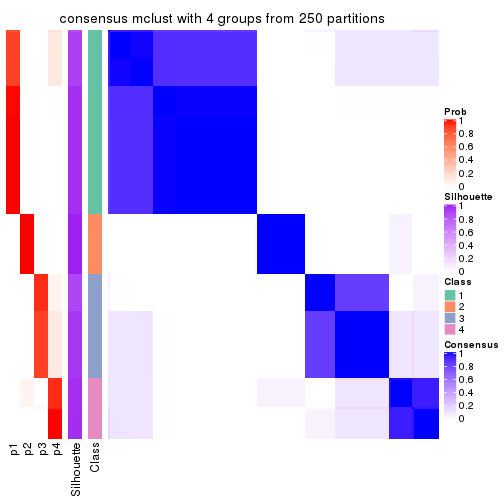 consensus mclust with 4 groups from 250 partitions
Prob
1
0.8
0.6
0.4
0.2
0
Silhouette
1
0.8
0.6
0.4
0.2
0
Class
1
2
3
4
Consensus
1
0.8
0.6
0.4
0.2
0
p1
p2
p3
p4
Silhouette
Class